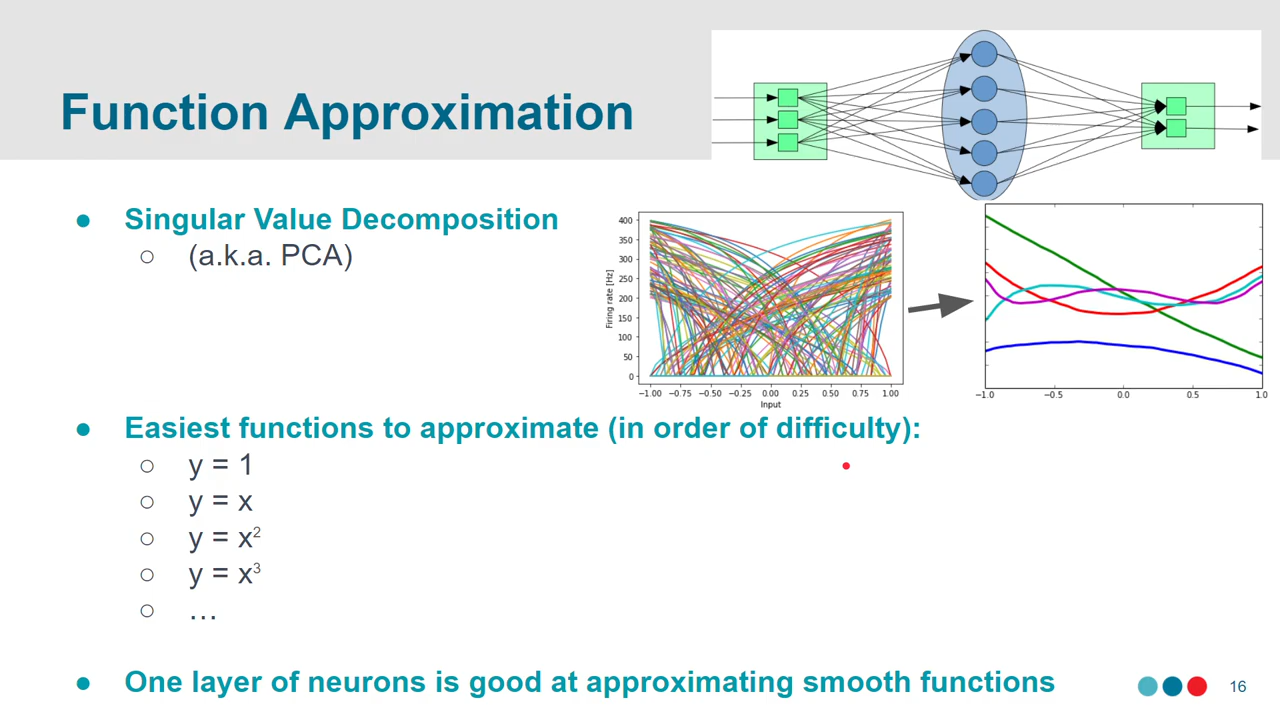 Function Approximation
● Singular Value Decomposition
○ (a.k.a. PCA)
400
350
300
250
200
150
100
50
0
Firing rate [Hz]
−1.00 −0.75 −0.50 −0.25 0.00 0.25 0.50 0.75 1.00
Input
−1.0 −0.5 0.0 0.5 1.0
● Easiest functions to approximate (in order of difficulty):
○ y = 1
○ y = x
○ y = x²
○ y = x³
○ …
● One layer of neurons is good at approximating smooth functions
16